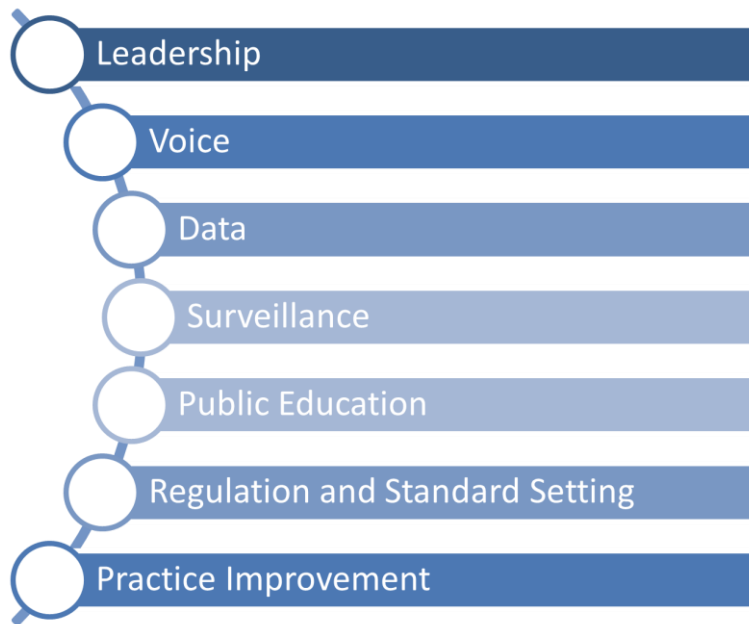 Leadership
Voice
Data
Surveillance
Public Education
Regulation and Standard Setting
Practice Improvement